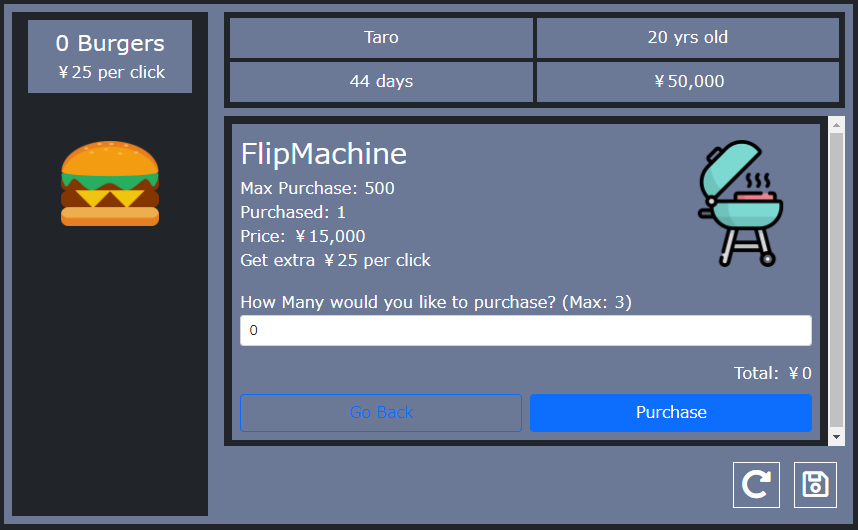 0 Burgers
¥25 per click
Taro
20 yrs old
44 days
¥50,000
FlipMachine
Max Purchase: 500
Purchased: 1
Price: ¥15,000
Get extra ¥25 per click
How Many would you like to purchase? (Max: 3)
0
Total: ¥0
Go Back
Purchase